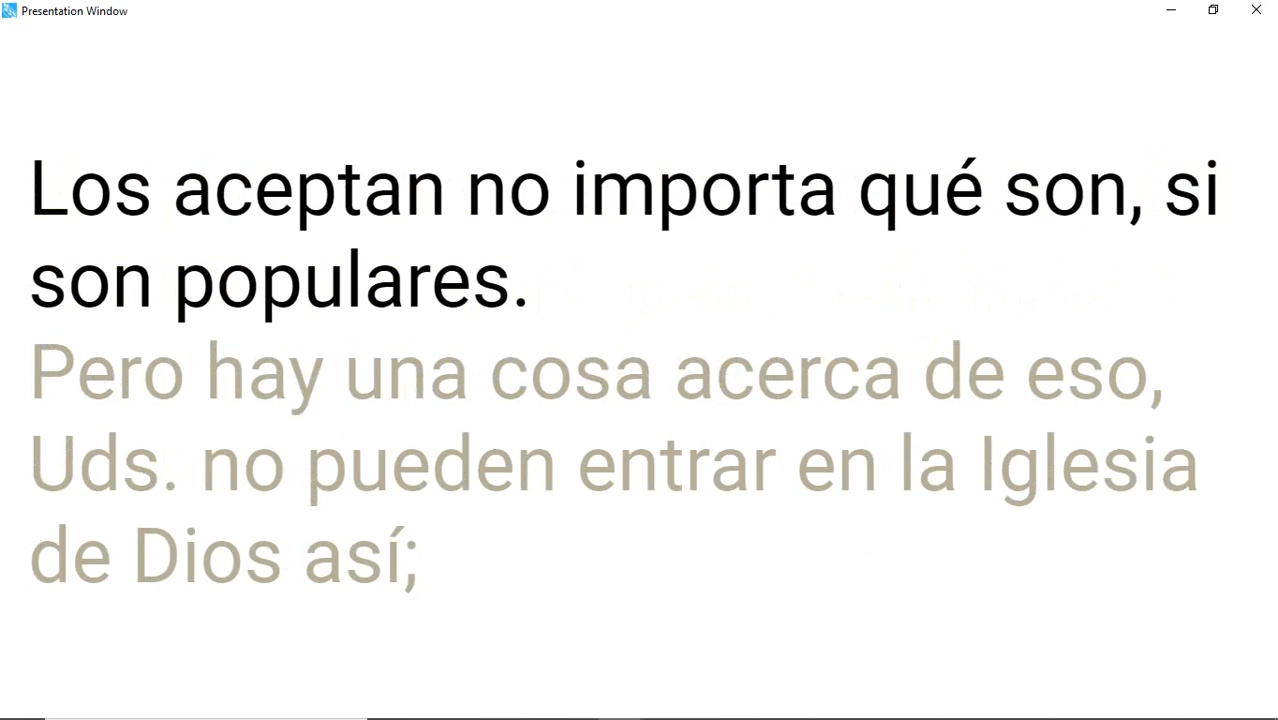 Presentation Window
Los aceptan no importa qué son, si
son populares.
Pero hay una cosa acerca de eso,
Uds. no pueden entrar en la Iglesia
de Dios así;